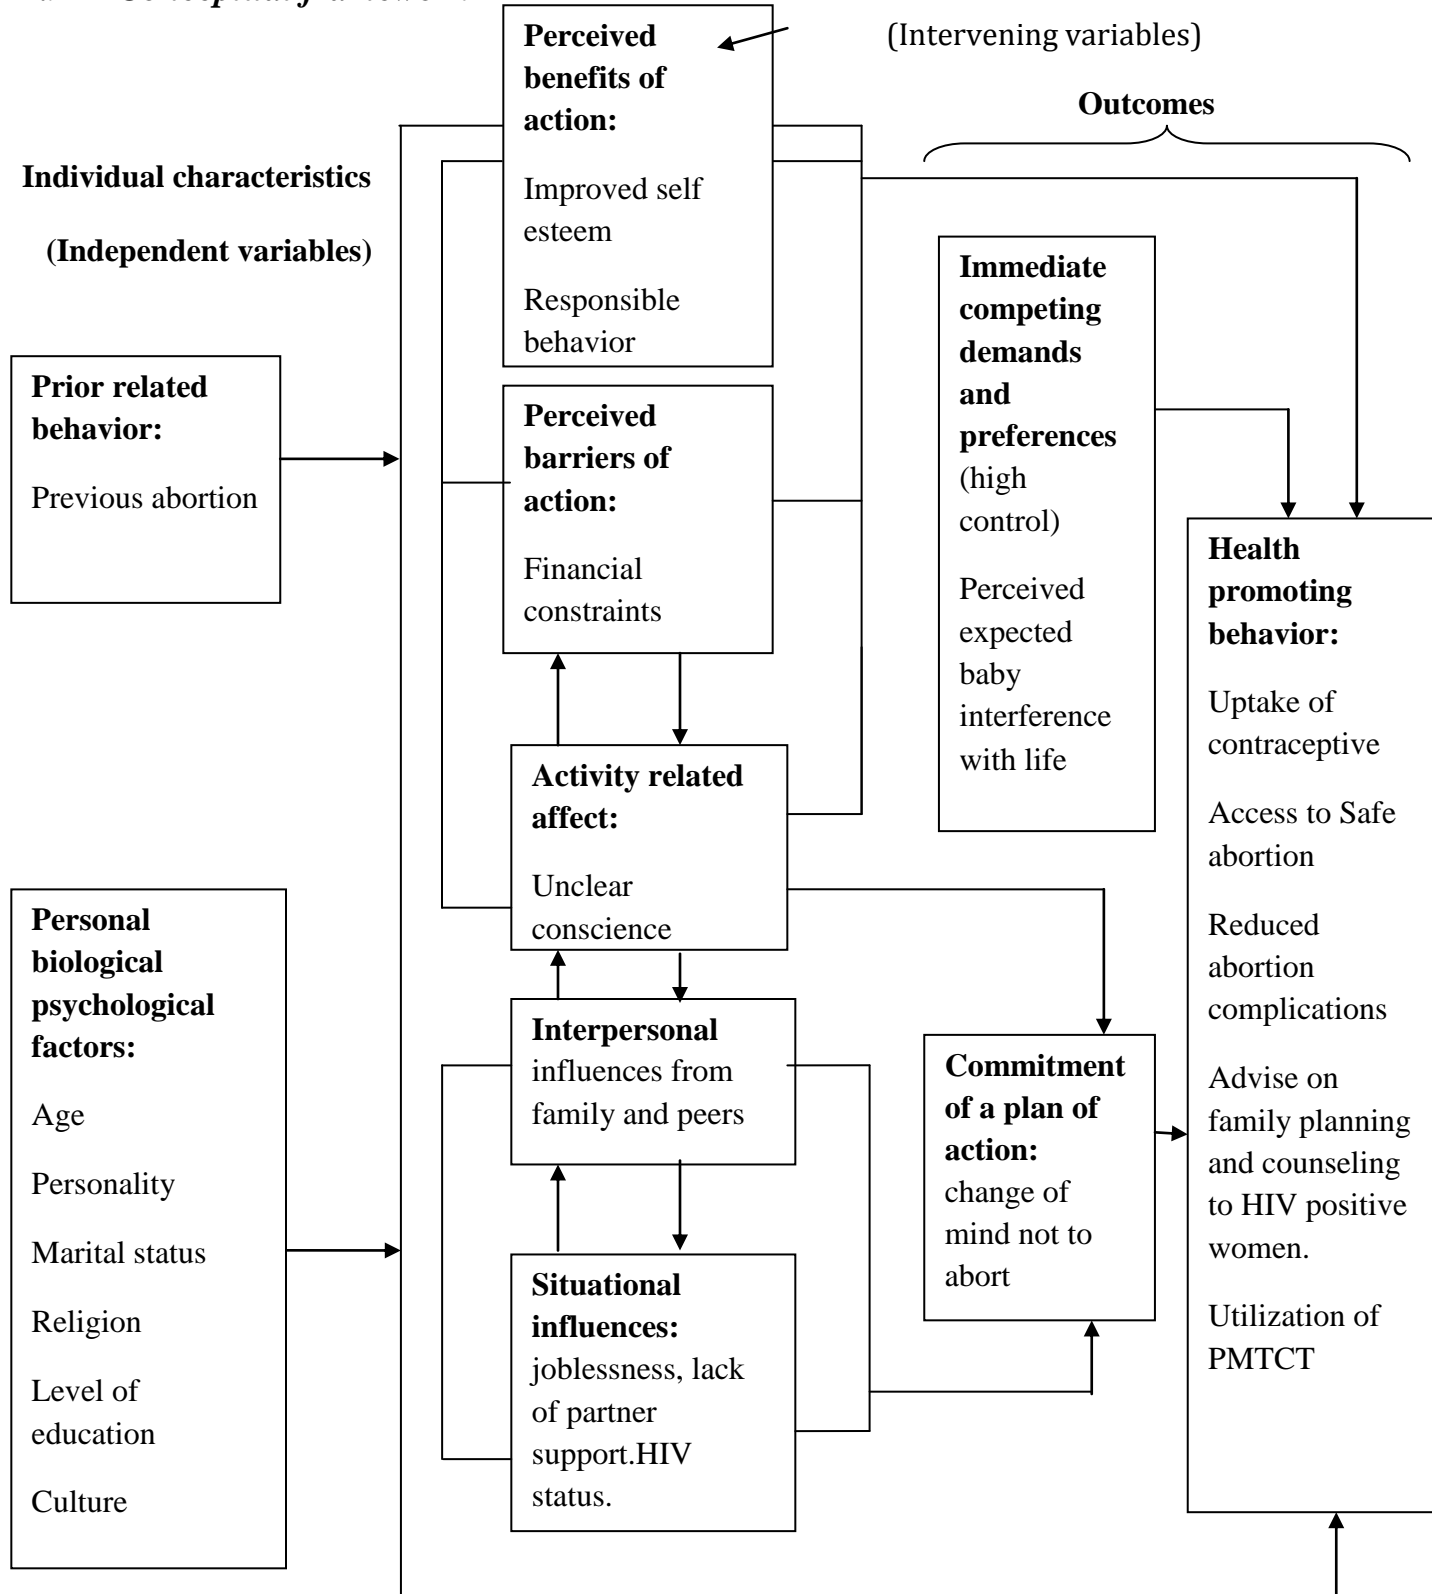 Conceptual framework
(Intervening variables)
Outcomes
Individual characteristics
(Independent variables)
Prior related
behavior:
Previous abortion
Personal
biological
psychological
factors:
Age
Personality
Marital status
Religion
Level of
education
Culture
Perceived
benefits of
action:
Improved self
esteem
Responsible
behavior
Perceived
barriers of
action:
Financial
constraints
Activity related
affect:
Unclear
conscience
Interpersonal
influences from
family and peers
Situational
influences:
joblessness, lack
of partner
support.HIV
status.
Immediate
competing
demands
and
preferences
(high
control)
Perceived
expected
baby
interference
with life
Commitment
of a plan of
action:
change of
mind not to
abort
Health
promoting
behavior:
Uptake of
contraceptive
Access to Safe
abortion
Reduced
abortion
complications
Advise on
family planning
and counseling
to HIV positive
women.
Utilization of
PMTCT